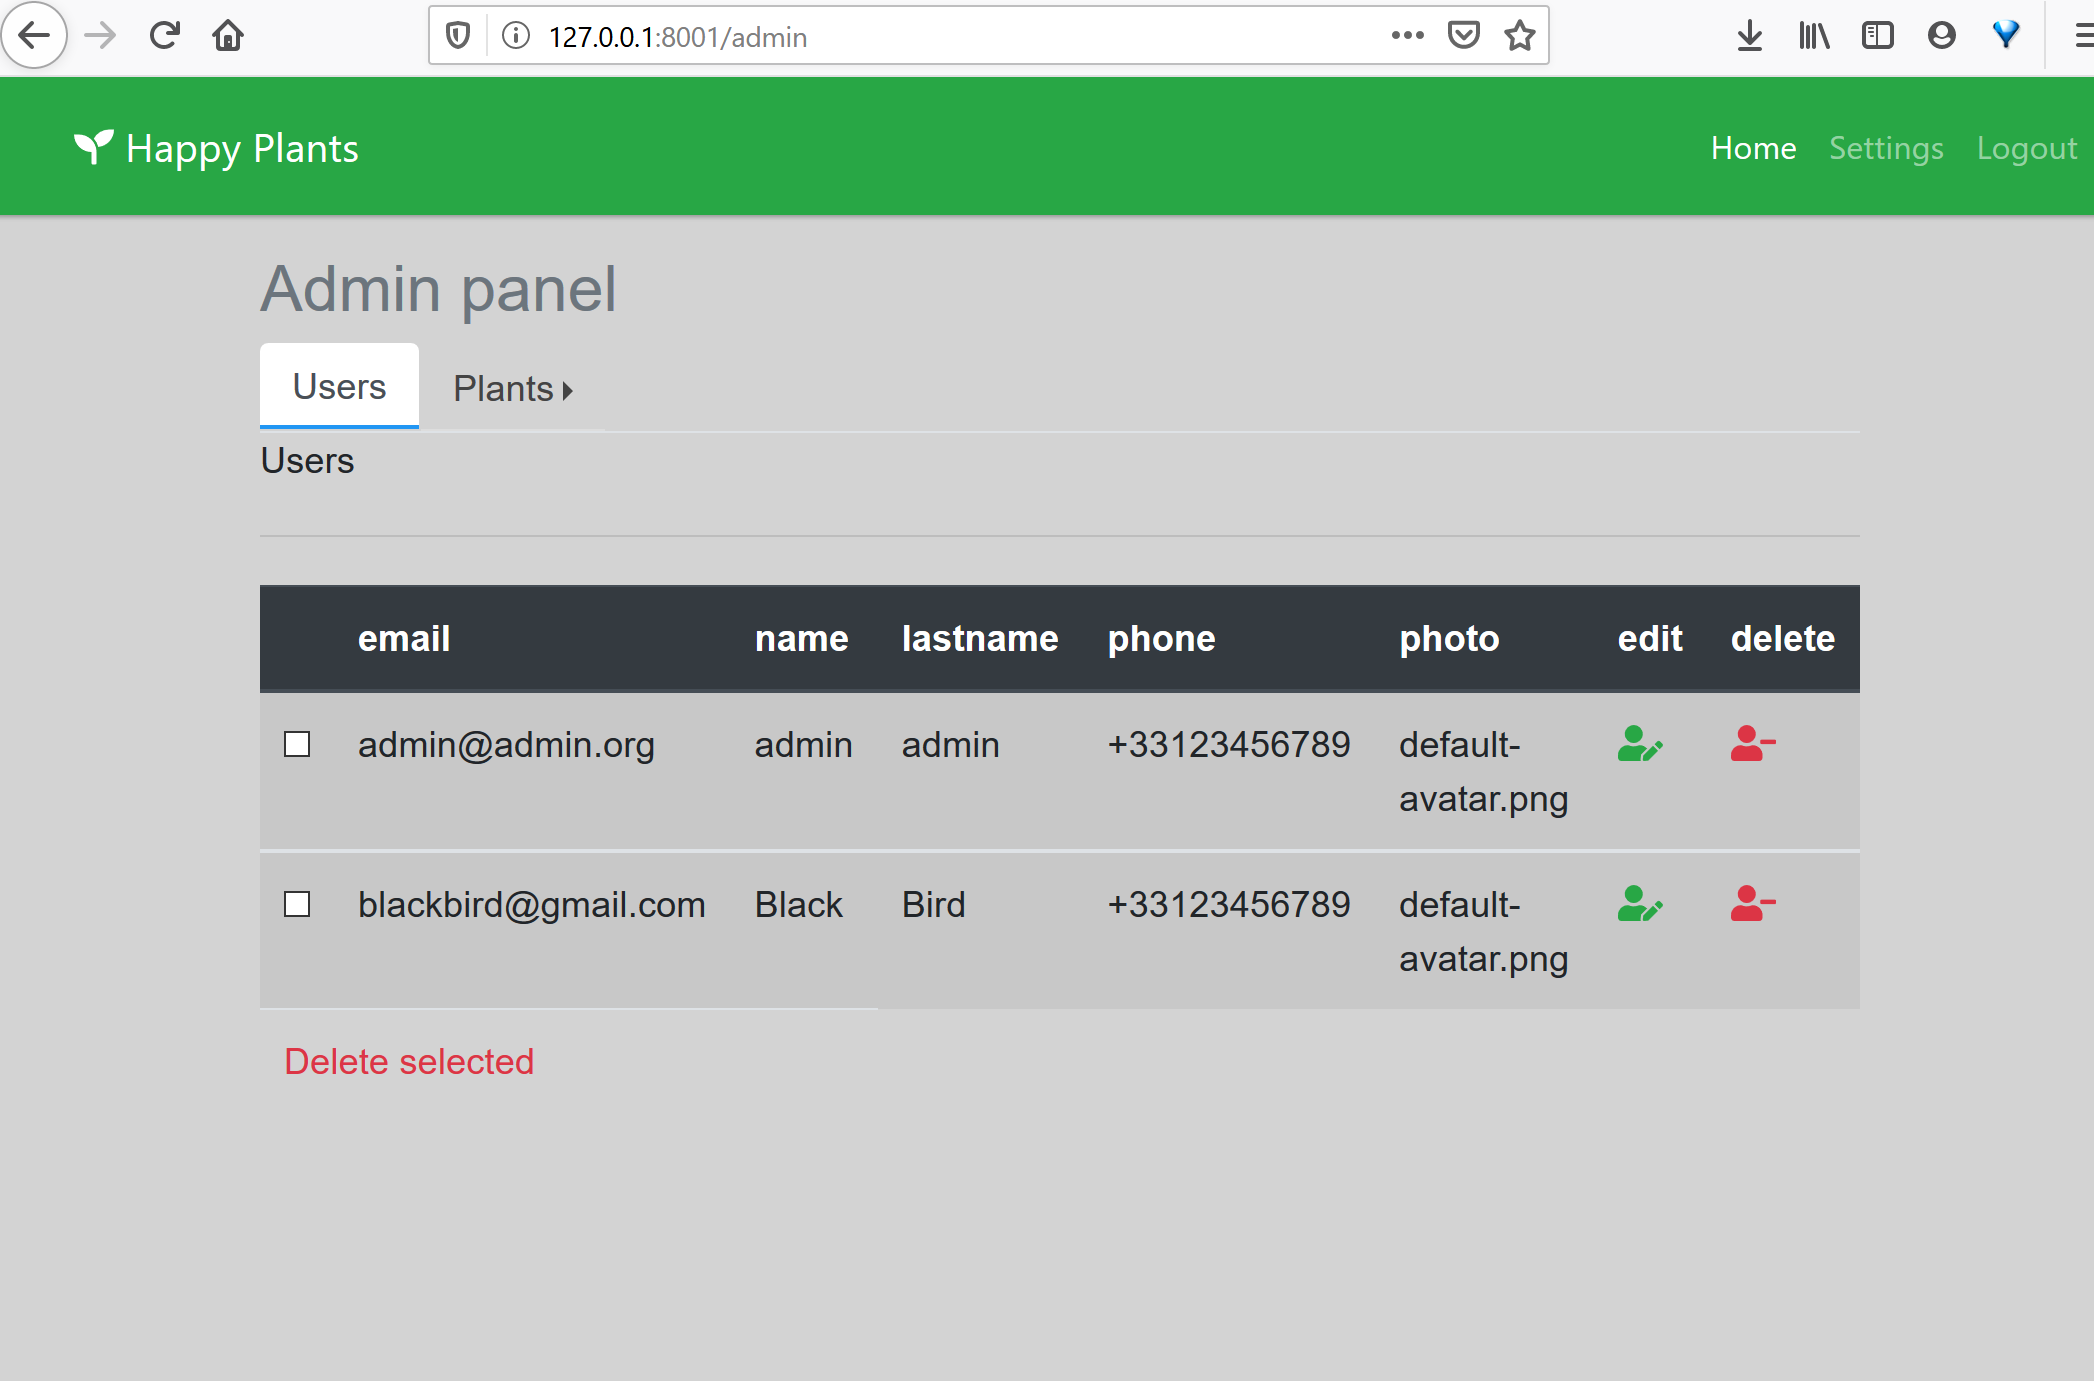 127.0.0.1:8001/admin
Happy Plants
Home Settings Logout
Admin panel
Users Plants
Users
email name lastname phone photo edit delete
admin@admin.org admin admin +33123456789 default-
avatar.png
blackbird@gmail.com Black Bird +33123456789 default-
avatar.png
Delete selected